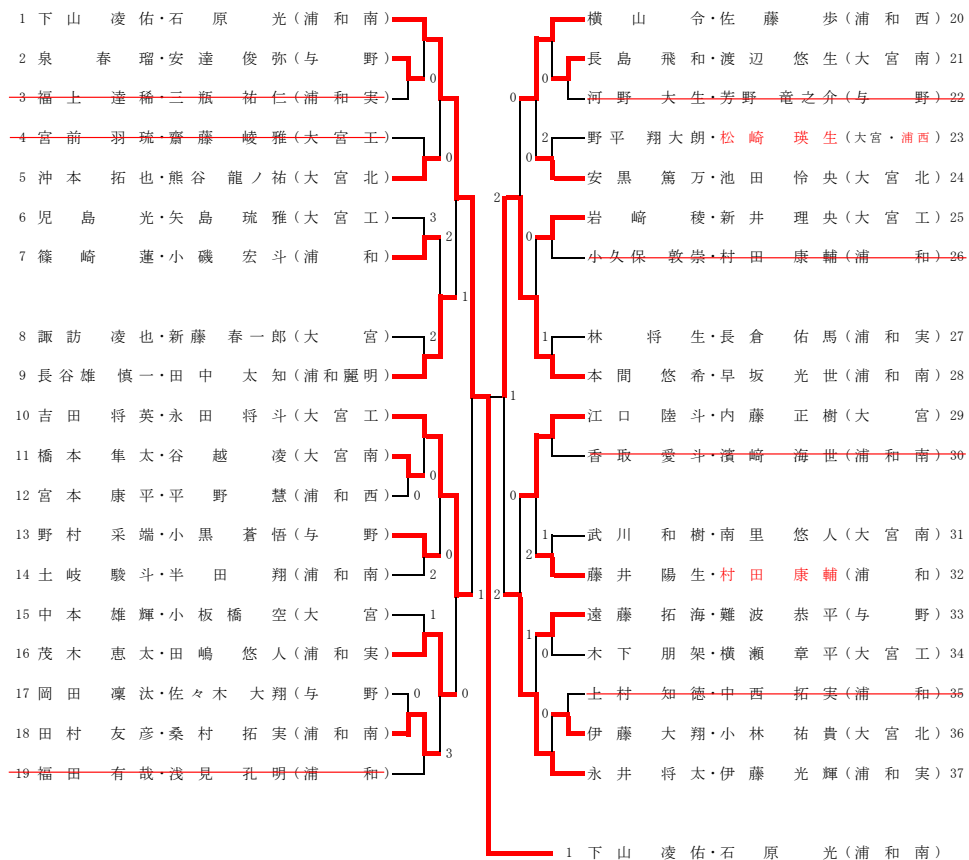 1 下山 凌佑・石原 光(浦和南)
2 泉 春瑠・安達 俊弥(与野)
0
3 福上 達稀・三瓶 祐仁(浦和実)
4 宮前 羽琉・齋藤 崚雅(大宮工)
0
5 沖本 拓也・熊谷 龍ノ祐(大宮北)
6 児島 光・矢島 琉雅(大宮工)
3
2
7 篠崎 蓮・小磯 宏斗(浦和)
1
8 諏訪 凌也・新藤 春一郎(大宮)
2
9 長谷雄 慎一・田中 太知(浦和麗明)
10 吉田 将英・永田 将斗(大宮工)
11 橋本 隼太・谷越 凌(大宮南)
0
0
12 宮本 康平・平野 慧(浦和西)
13 野村 采端・小黒 蒼悟(与野)
0
2
14 土岐 駿斗・半田 翔(浦和南)
1
15 中本 雄輝・小板橋 空(大宮)
1
16 茂木 恵太・田嶋 悠人(浦和実)
17 岡田 凜汰・佐々木 大翔(与野)
0
0
18 田村 友彦・桑村 拓実(浦和南)
3
19 福田 有哉・浅見 孔明(浦和)
横山 令・佐藤 歩(浦和西) 20
長島 飛和・渡辺 悠生(大宮南) 21
0
0
河野 大生・芳野 竜之介(与野) 22
2
野平 翔大朗・松崎 瑛生(大宮・浦西) 23
0
安黒 篤万・池田 怜央(大宮北) 24
2
岩﨑 稜・新井 理央(大宮工) 25
0
小久保 敦崇・村田 康輔(浦和) 26
1
林 将生・長倉 佑馬(浦和実) 27
本間 悠希・早坂 光世(浦和南) 28
1
江口 陸斗・内藤 正樹(大宮) 29
香取 愛斗・濱﨑 海世(浦和南) 30
0
1
武川 和樹・南里 悠人(大宮南) 31
2
藤井 陽生・村田 康輔(浦和) 32
2
遠藤 拓海・難波 恭平(与野) 33
1
0
木下 朋架・横瀬 章平(大宮工) 34
上村 知徳・中西 拓実(浦和) 35
0
伊藤 大翔・小林 祐貴(大宮北) 36
永井 将太・伊藤 光輝(浦和実) 37
1 下山 凌佑・石原 光(浦和南)